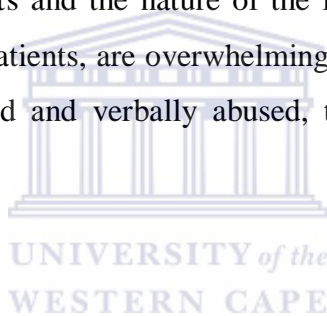 ts and the nature of the
atients, are overwhelming
d and verbally abused, t
UNIVERSITY of the
WESTERN CAPE